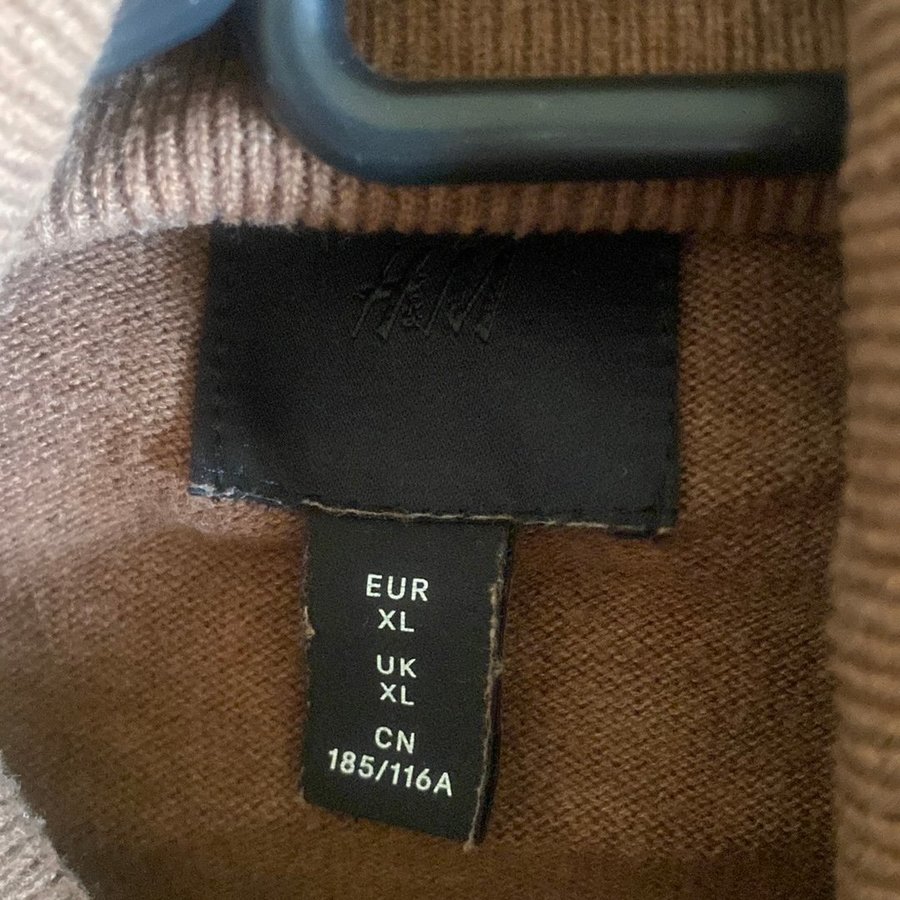 H&M
EUR
XL
UK
XL
CN
185/116A